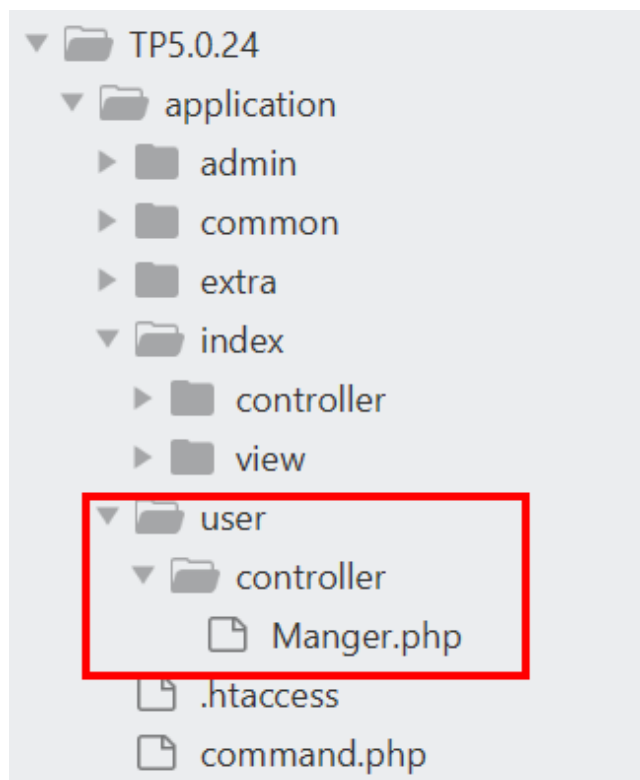 TP5.0.24
application
admin
common
extra
index
controller
view
user
controller
Manger.php
.htaccess
command.php